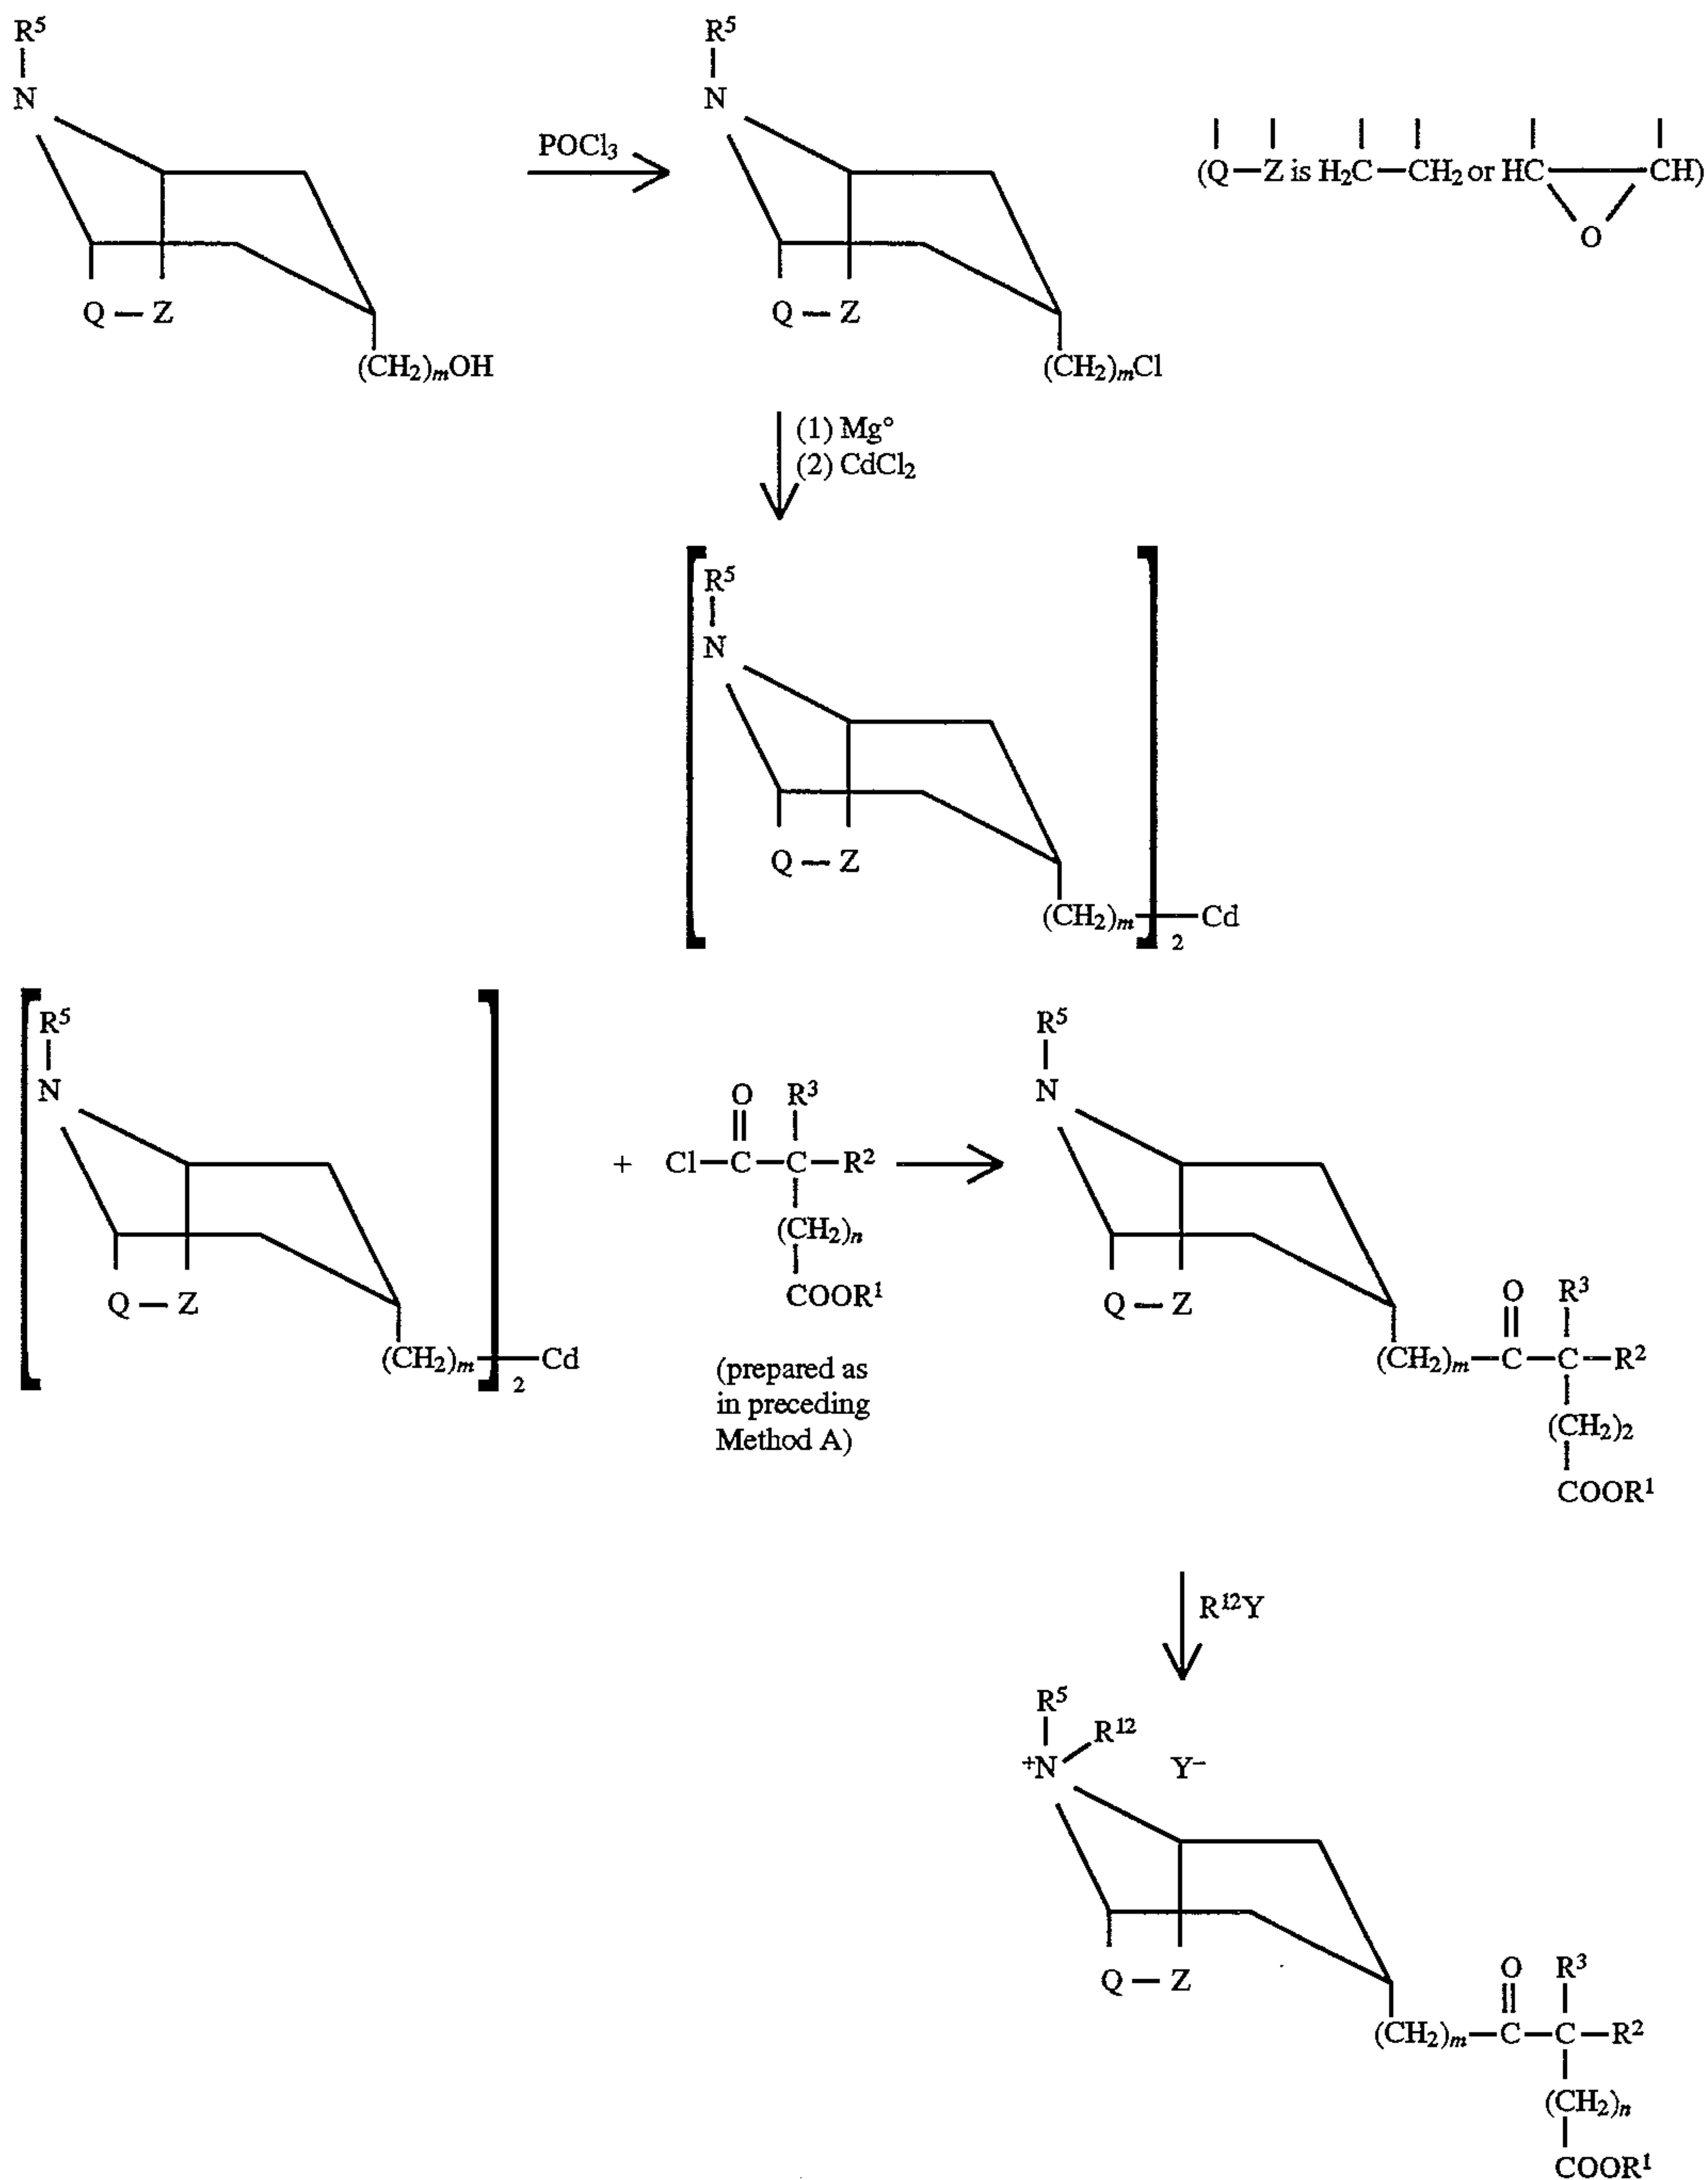 R⁵
N
Q — Z
(CH₂)ₘOH
POCl₃
R⁵
N
Q — Z
(CH₂)ₘCl
(Q—Z is H₂C—CH₂ or HC—CH)
O
(1) Mg°
(2) CdCl₂
R⁵
N
Q — Z
(CH₂)ₘ—Cd
2
R⁵
N
Q — Z
(CH₂)ₘ—Cd
2
+
O R³
Cl—C—C—R²
(CH₂)ₙ
COOR¹
(prepared as
in preceding
Method A)
R⁵
N
Q — Z
O R³
(CH₂)ₘ—C—C—R²
(CH₂)₂
COOR¹
R¹²Y
R⁵
R¹²
⁺N Y⁻
Q — Z
O R³
(CH₂)ₘ—C—C—R²
(CH₂)ₙ
COOR¹